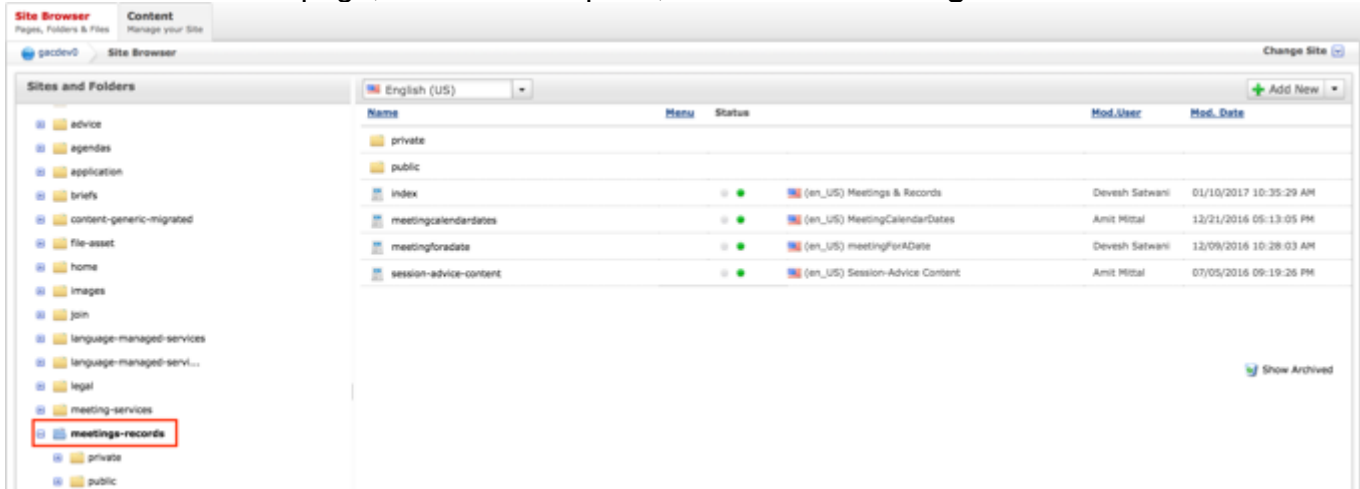 Site Browser
Pages, Folders & Files
Content
Manage your Site
gacdev0
Site Browser
Change Site
Sites and Folders
advice
agendas
application
briefs
content-generic-migrated
file-asset
home
images
join
language-managed-services
language-managed-servi...
legal
meeting-services
meetings-records
private
public
English (US)
Add New
Name Menu Status Mod.User Mod. Date
private
public
index (en_US) Meetings & Records Devesh Satwani 01/10/2017 10:35:29 AM
meetingcalendardates (en_US) MeetingCalendarDates Amit Mittal 12/21/2016 05:13:05 PM
meetingforadate (en_US) meetingForADate Devesh Satwani 12/09/2016 10:28:03 AM
session-advice-content (en_US) Session-Advice Content Amit Mittal 07/05/2016 09:19:26 PM
Show Archived